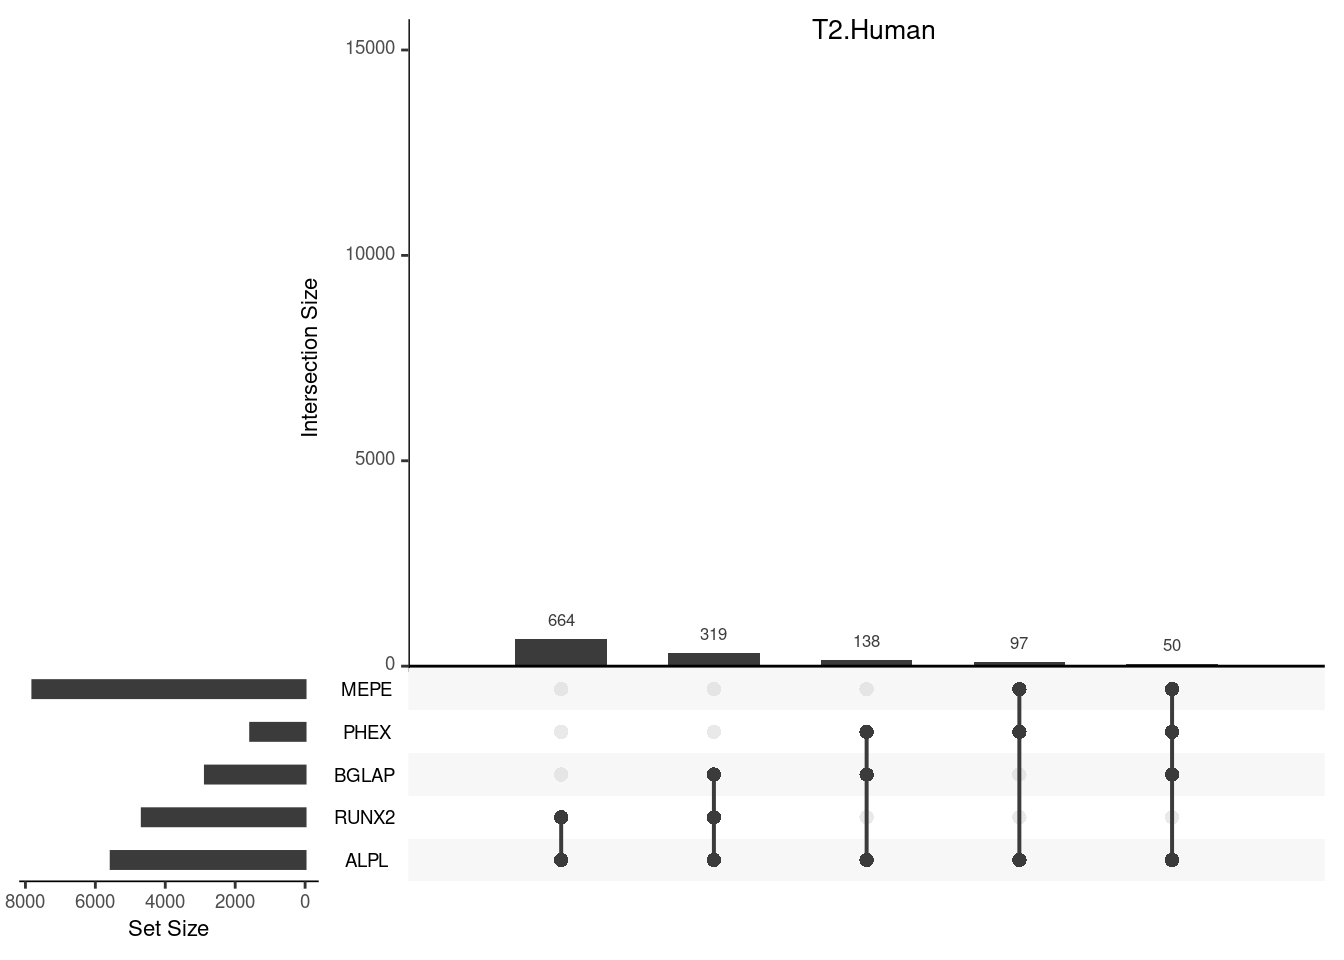 T2.Human
15000
10000
5000
0
Intersection Size
664
319
138
97
50
MEPE
PHEX
BGLAP
RUNX2
ALPL
8000 6000 4000 2000 0
Set Size